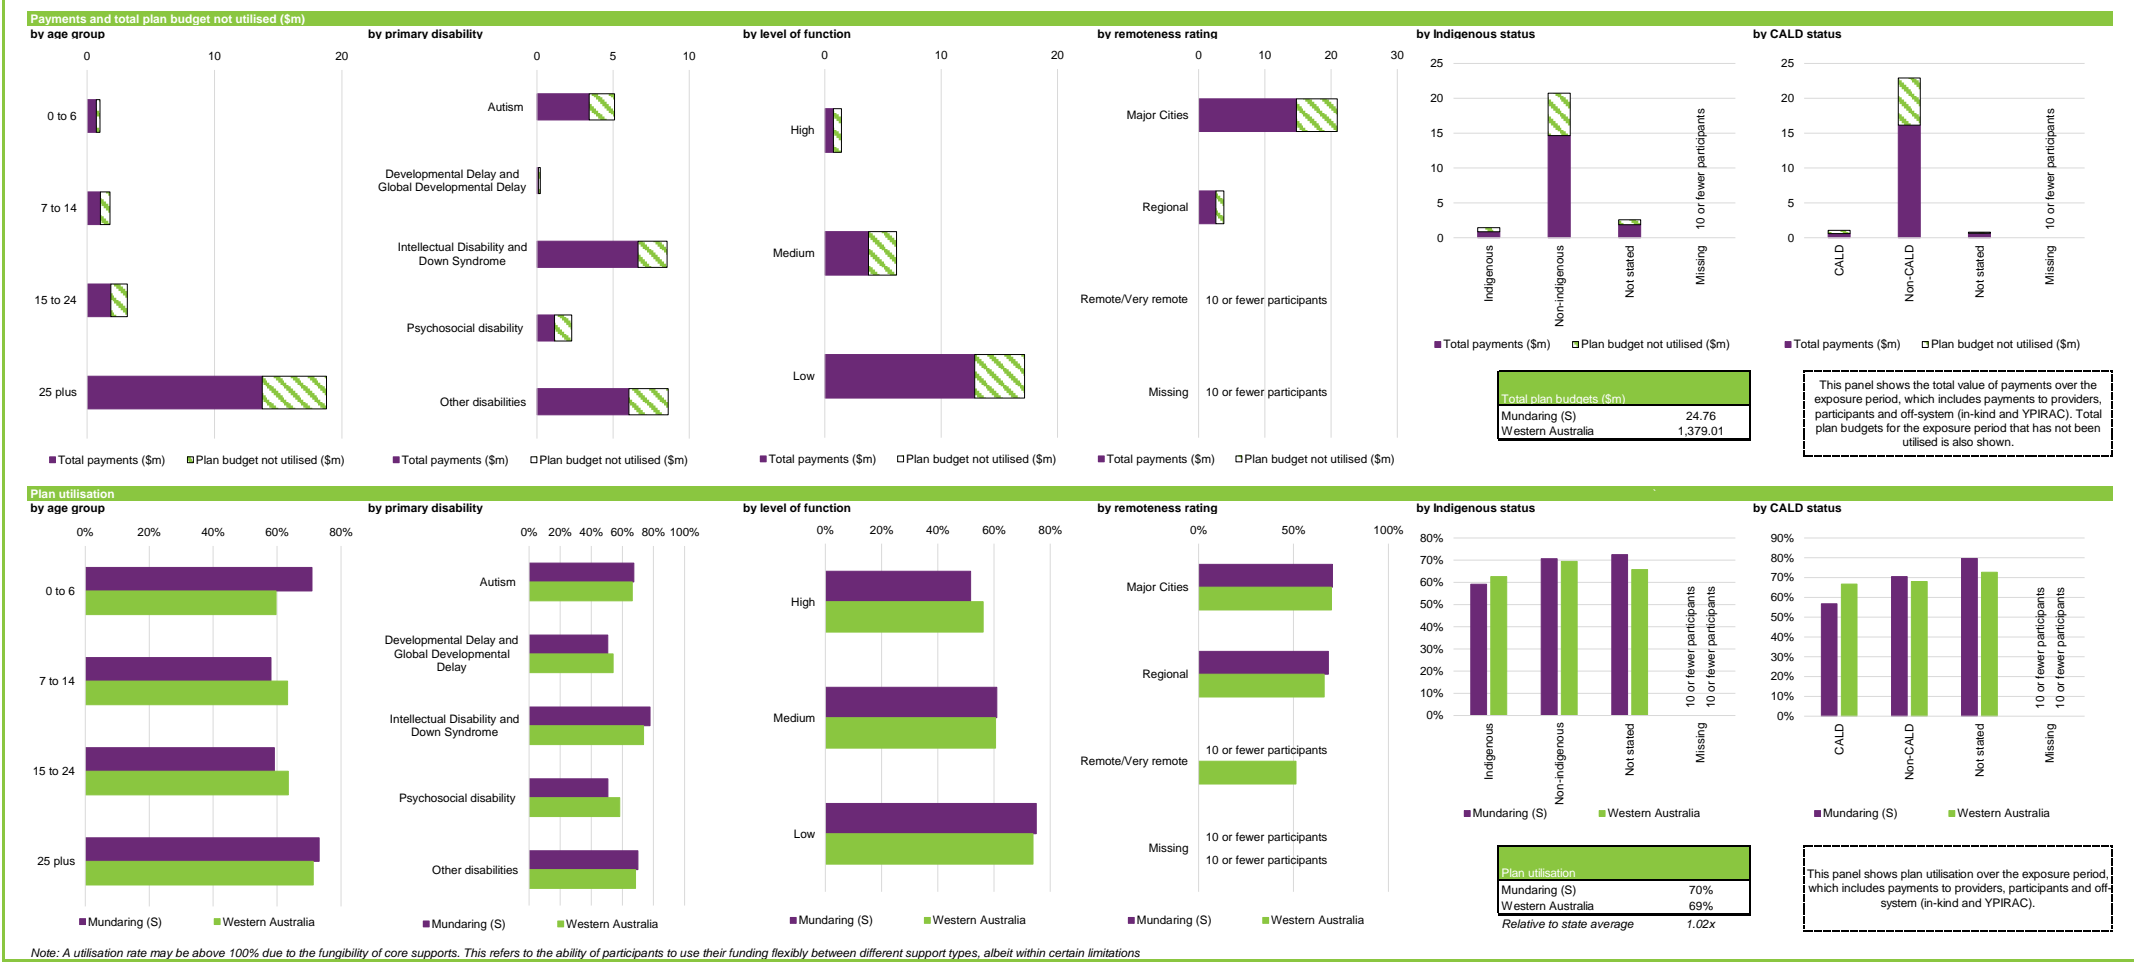 Payments and total plan budget not utilised ($m)
by age group
0 10 20
0 to 6
7 to 14
15 to 24
25 plus
Total payments ($m) Plan budget not utilised ($m)
by primary disability
0 5 10
Autism
Developmental Delay and
Global Developmental Delay
Intellectual Disability and
Down Syndrome
Psychosocial disability
Other disabilities
Total payments ($m) Plan budget not utilised ($m)
by level of function
0 10 20
High
Medium
Low
Total payments ($m) Plan budget not utilised ($m)
by remoteness rating
0 10 20 30
Major Cities
Regional
Remote/Very remote 10 or fewer participants
Missing 10 or fewer participants
Total payments ($m) Plan budget not utilised ($m)
by Indigenous status
25
20
15
10
5
0
10 or fewer participants
Indigenous
Non-indigenous
Not stated
Missing
Total payments ($m) Plan budget not utilised ($m)
by CALD status
25
20
15
10
5
0
10 or fewer participants
CALD
Non-CALD
Not stated
Missing
Total payments ($m) Plan budget not utilised ($m)
Total plan budgets ($m)
Mundaring (S) 24.76
Western Australia 1,379.01
This panel shows the total value of payments over the
exposure period, which includes payments to providers,
participants and off-system (in-kind and YPIRAC). Total
plan budgets for the exposure period that has not been
utilised is also shown.
Plan utilisation
by age group
0% 20% 40% 60% 80%
0 to 6
7 to 14
15 to 24
25 plus
Mundaring (S) Western Australia
by primary disability
0% 20% 40% 60% 80% 100%
Autism
Developmental Delay and
Global Developmental
Delay
Intellectual Disability and
Down Syndrome
Psychosocial disability
Other disabilities
Mundaring (S) Western Australia
by level of function
0% 20% 40% 60% 80%
High
Medium
Low
Mundaring (S) Western Australia
by remoteness rating
0% 50% 100%
Major Cities
Regional
10 or fewer participants
Remote/Very remote
10 or fewer participants
Missing
10 or fewer participants
Mundaring (S) Western Australia
by Indigenous status
80%
70%
60%
50%
40%
30%
20%
10%
0%
10 or fewer participants
10 or fewer participants
Indigenous
Non-indigenous
Not stated
Missing
Mundaring (S) Western Australia
by CALD status
90%
80%
70%
60%
50%
40%
30%
20%
10%
0%
10 or fewer participants
10 or fewer participants
CALD
Non-CALD
Not stated
Missing
Mundaring (S) Western Australia
Plan utilisation
Mundaring (S) 70%
Western Australia 69%
Relative to state average 1.02x
This panel shows plan utilisation over the exposure period,
which includes payments to providers, participants and off-
system (in-kind and YPIRAC).
Note: A utilisation rate may be above 100% due to the fungibility of core supports. This refers to the ability of participants to use their funding flexibly between different support types, albeit within certain limitations